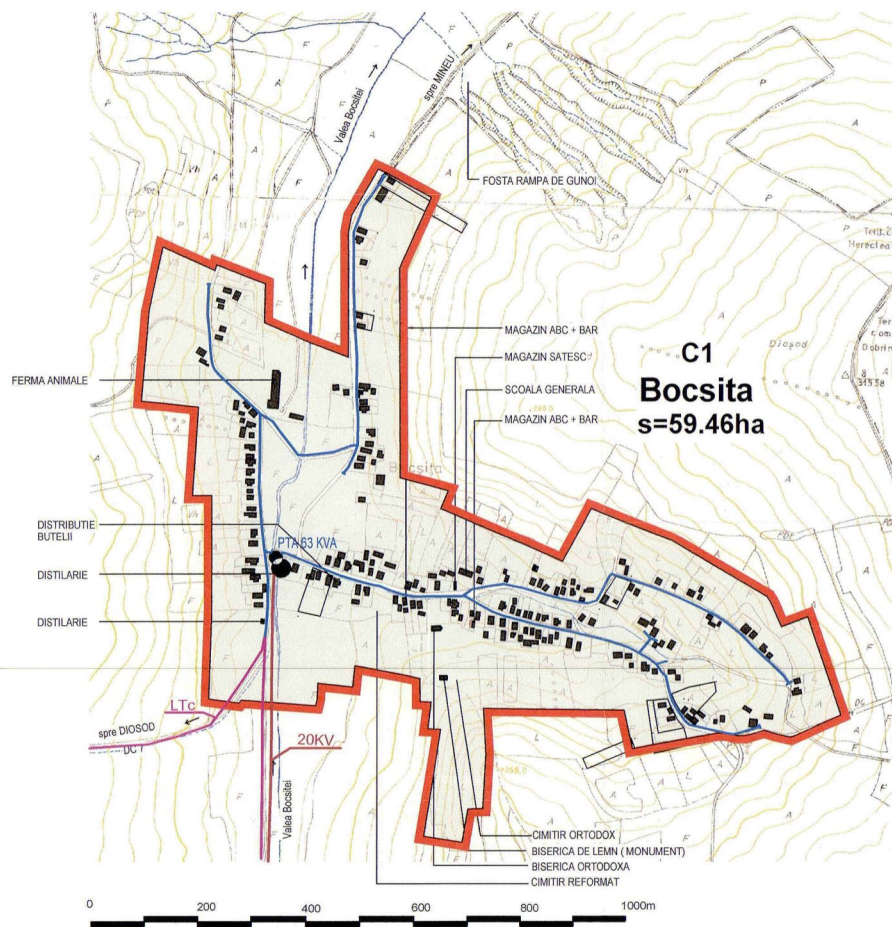 Valea Bocsitei
spre MINEU
FOSTA RAMPA DE GUNOI
MAGAZIN ABC + BAR
MAGAZIN SATESC
SCOALA GENERALA
MAGAZIN ABC + BAR
C1
Bocsita
s=59.46ha
Diosod
FERMA ANIMALE
Bocsita
DISTRIBUTIE
BUTELII
PTA 63 KVA
DISTILARIE
DISTILARIE
LTc
spre DIOSOD
DC
20KV
Valea Bocsitei
CIMITIR ORTODOX
BISERICA DE LEMN ( MONUMENT)
BISERICA ORTODOXA
CIMITIR REFORMAT
0 200 400 600 800 1000m